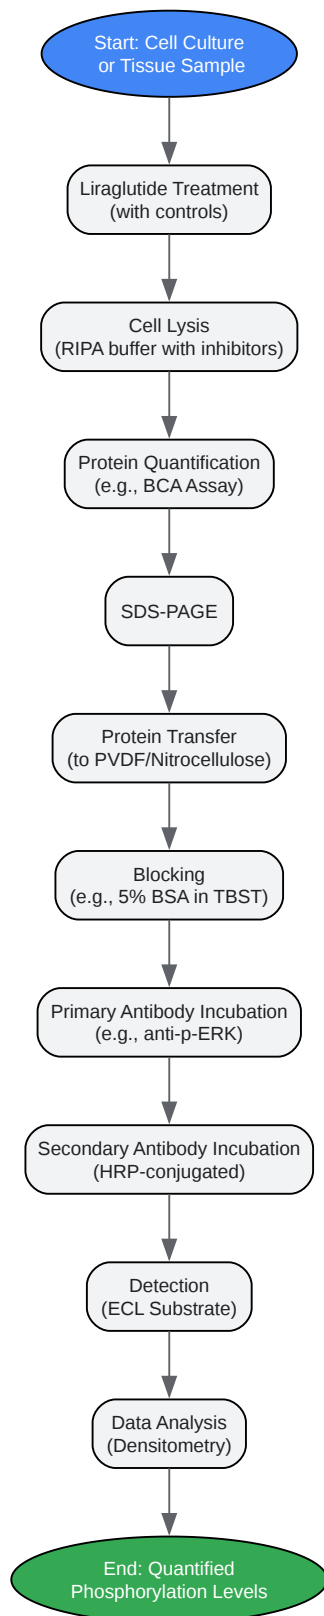 Start: Cell Culture
or Tissue Sample
Liraglutide Treatment
(with controls)
Cell Lysis
(RIPA buffer with inhibitors)
Protein Quantification
(e.g., BCA Assay)
SDS-PAGE
Protein Transfer
(to PVDF/Nitrocellulose)
Blocking
(e.g., 5% BSA in TBST)
Primary Antibody Incubation
(e.g., anti-p-ERK)
Secondary Antibody Incubation
(HRP-conjugated)
Detection
(ECL Substrate)
Data Analysis
(Densitometry)
End: Quantified
Phosphorylation Levels